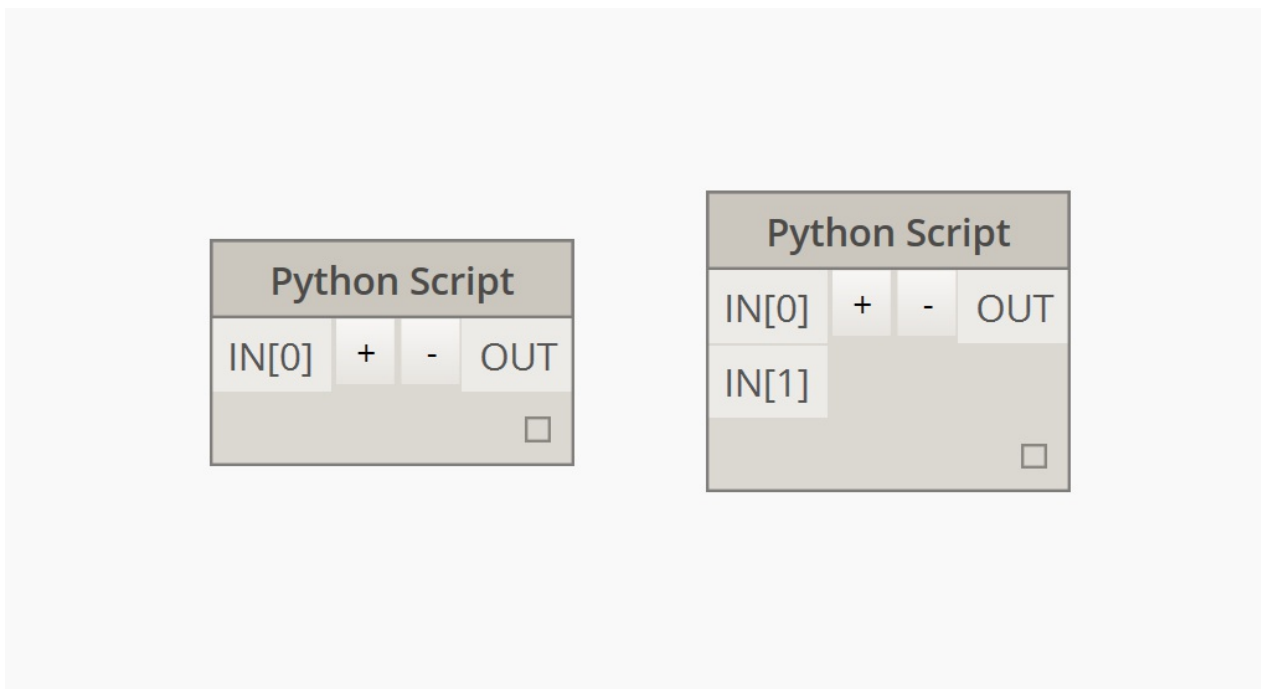 Python Script
IN[0] + - OUT
Python Script
IN[0] + - OUT
IN[1]